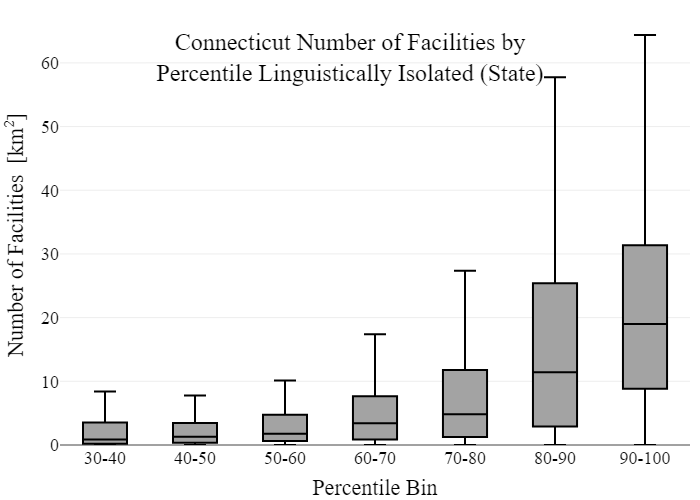 Connecticut Number of Facilities by
Percentile Linguistically Isolated (State)
Number of Facilities [km²]
60
50
40
30
20
10
0
30-40 40-50 50-60 60-70 70-80 80-90 90-100
Percentile Bin